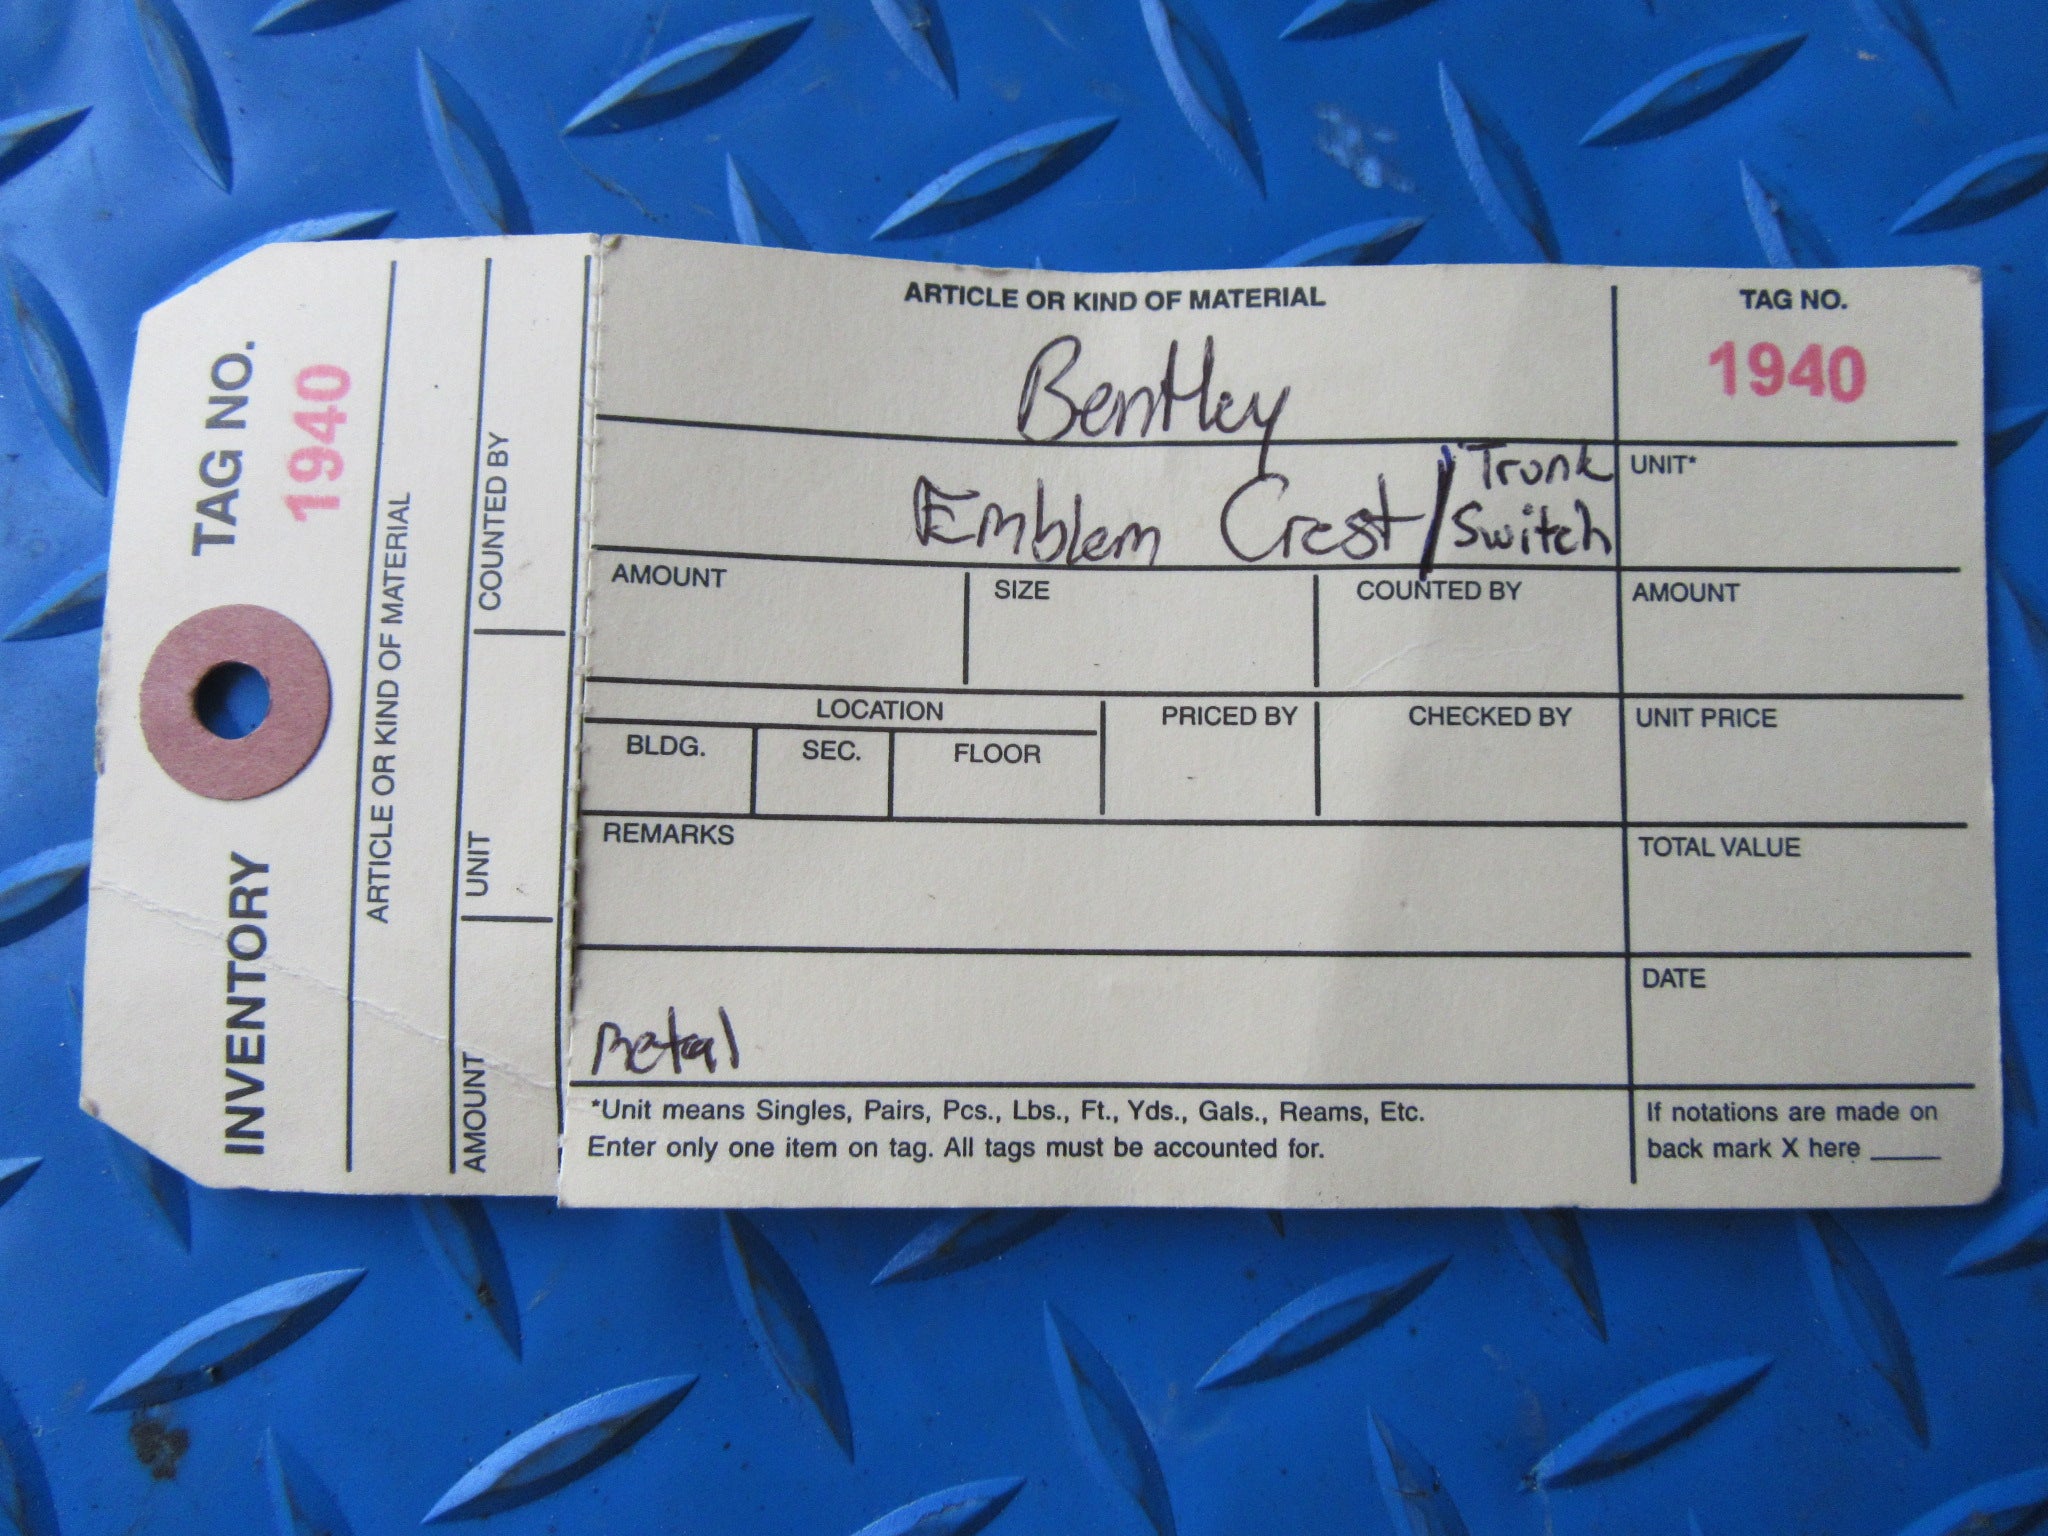 INVENTORY TAG NO.
1940
ARTICLE OR KIND OF MATERIAL
AMOUNT UNIT COUNTED BY
ARTICLE OR KIND OF MATERIAL
Bentley
TAG NO.
1940
Emblem Crest / Trunk
Switch
UNIT*
AMOUNT SIZE COUNTED BY AMOUNT
LOCATION PRICED BY CHECKED BY UNIT PRICE
BLDG. SEC. FLOOR
REMARKS TOTAL VALUE
DATE
metal
*Unit means Singles, Pairs, Pcs., Lbs., Ft., Yds., Gals., Reams, Etc.
Enter only one item on tag. All tags must be accounted for.
If notations are made on
back mark X here ____